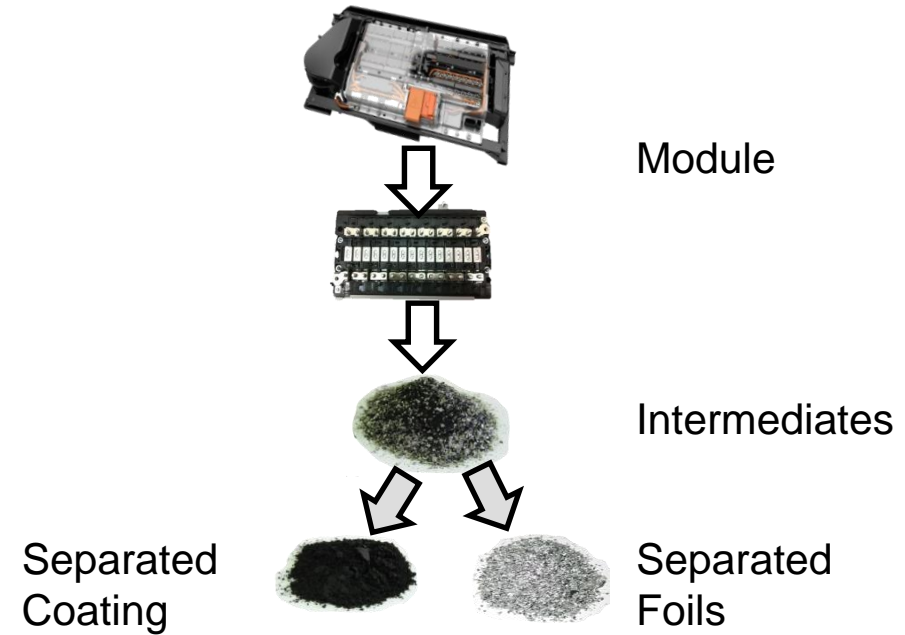 Module
Intermediates
Separated
Coating
Separated
Foils